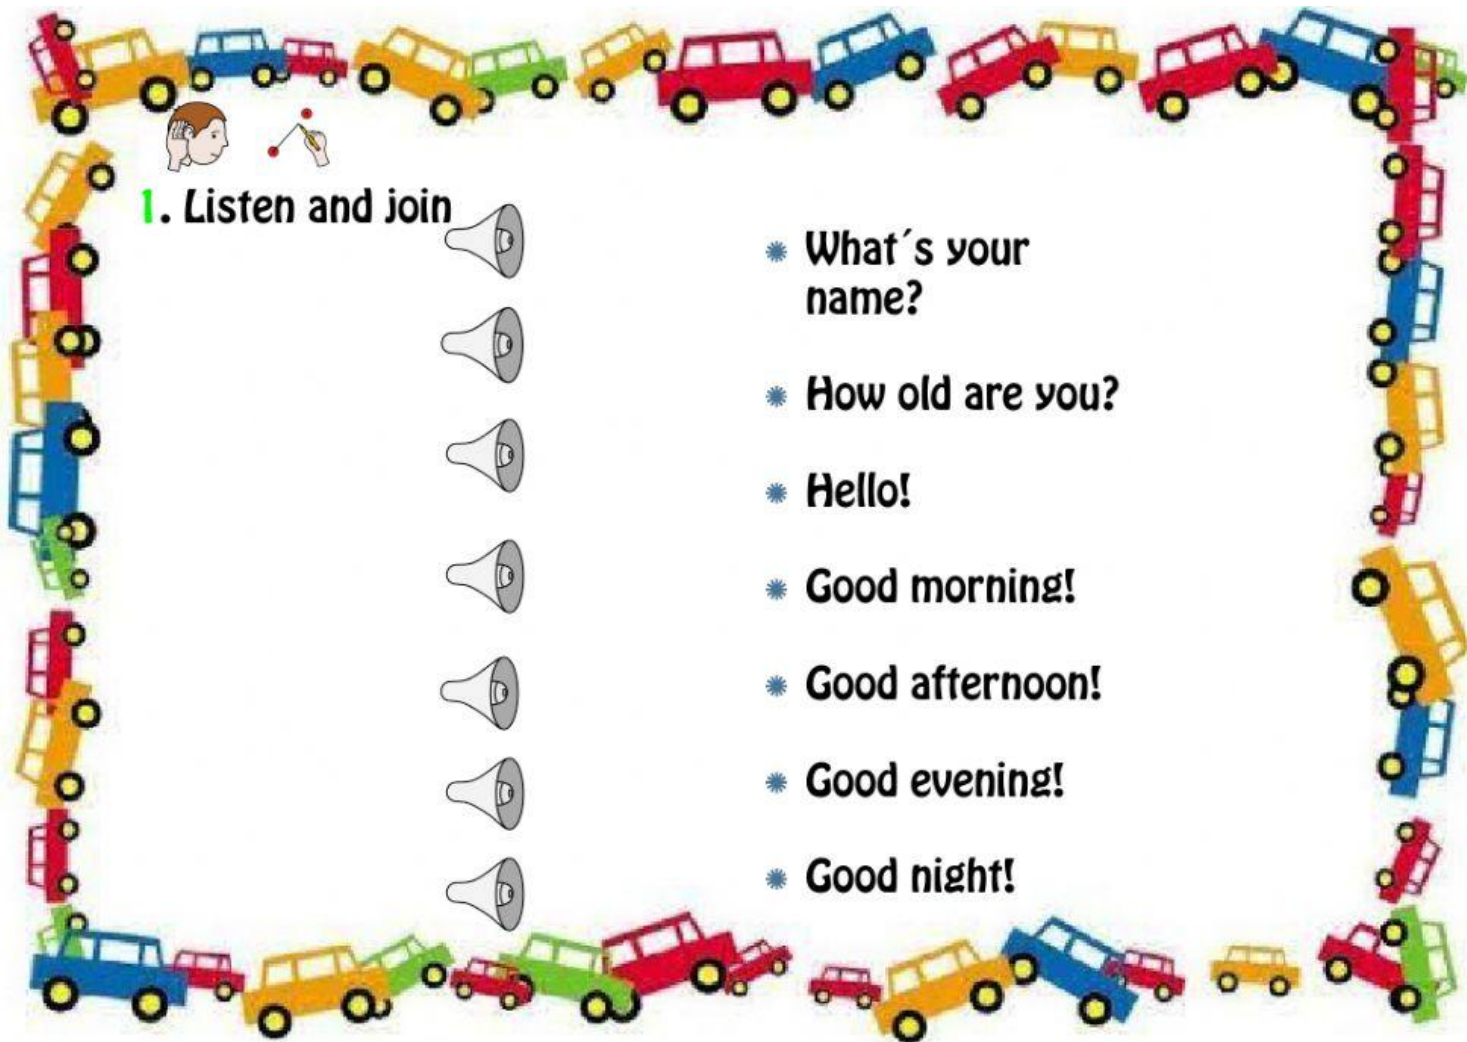 1. Listen and join
What´s your
name?
How old are you?
Hello!
Good morning!
Good afternoon!
Good evening!
Good night!